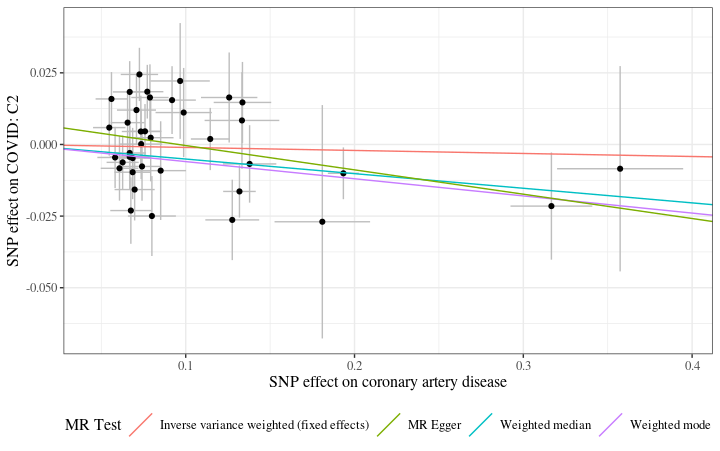 SNP effect on COVID: C2
0.025
0.000
-0.025
-0.050
0.1 0.2 0.3 0.4
SNP effect on coronary artery disease
MR Test Inverse variance weighted (fixed effects) MR Egger Weighted median Weighted mode